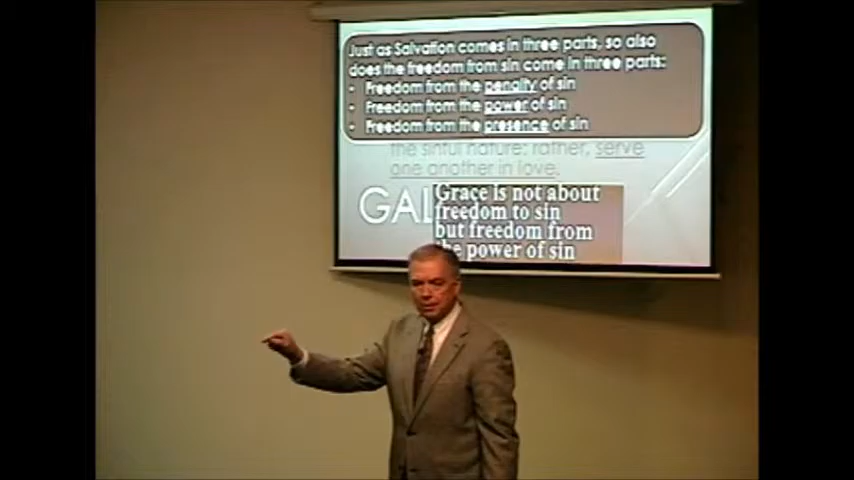 Just as Salvation comes in three parts, so also
does the freedom from sin come in three parts:
• Freedom from the penalty of sin
• Freedom from the power of sin
• Freedom from the presence of sin
the sinful nature; rather, serve
one another in love.
GAL
Grace is not about
freedom to sin
but freedom from
the power of sin